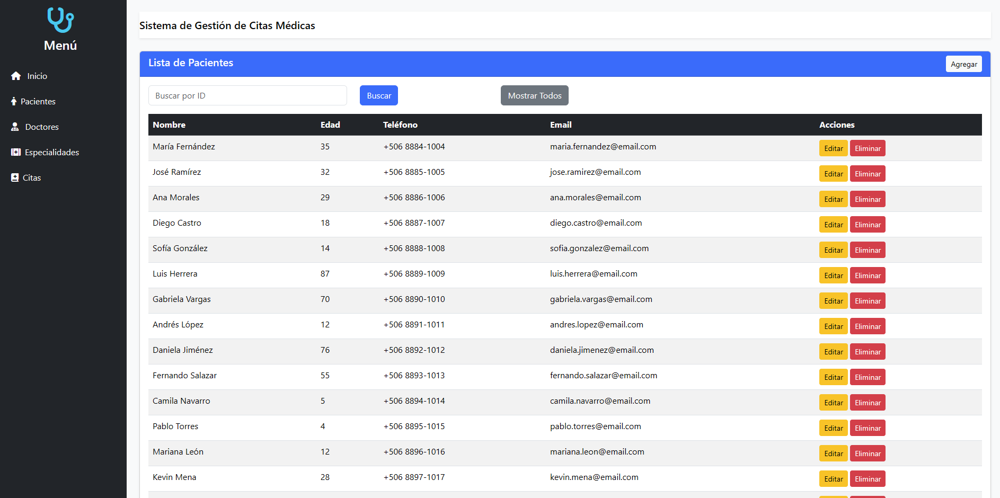 Menú
Inicio
Pacientes
Doctores
Especialidades
Citas
Sistema de Gestión de Citas Médicas
Lista de Pacientes Agregar
Buscar por ID Buscar Mostrar Todos
Nombre Edad Teléfono Email Acciones
María Fernández 35 +506 8884-1004 maria.fernandez@email.com Editar Eliminar
José Ramírez 32 +506 8885-1005 jose.ramirez@email.com Editar Eliminar
Ana Morales 29 +506 8886-1006 ana.morales@email.com Editar Eliminar
Diego Castro 18 +506 8887-1007 diego.castro@email.com Editar Eliminar
Sofía González 14 +506 8888-1008 sofia.gonzalez@email.com Editar Eliminar
Luis Herrera 87 +506 8889-1009 luis.herrera@email.com Editar Eliminar
Gabriela Vargas 70 +506 8890-1010 gabriela.vargas@email.com Editar Eliminar
Andrés López 12 +506 8891-1011 andres.lopez@email.com Editar Eliminar
Daniela Jiménez 76 +506 8892-1012 daniela.jimenez@email.com Editar Eliminar
Fernando Salazar 55 +506 8893-1013 fernando.salazar@email.com Editar Eliminar
Camila Navarro 5 +506 8894-1014 camila.navarro@email.com Editar Eliminar
Pablo Torres 4 +506 8895-1015 pablo.torres@email.com Editar Eliminar
Mariana León 12 +506 8896-1016 mariana.leon@email.com Editar Eliminar
Kevin Mena 28 +506 8897-1017 kevin.mena@email.com Editar Eliminar